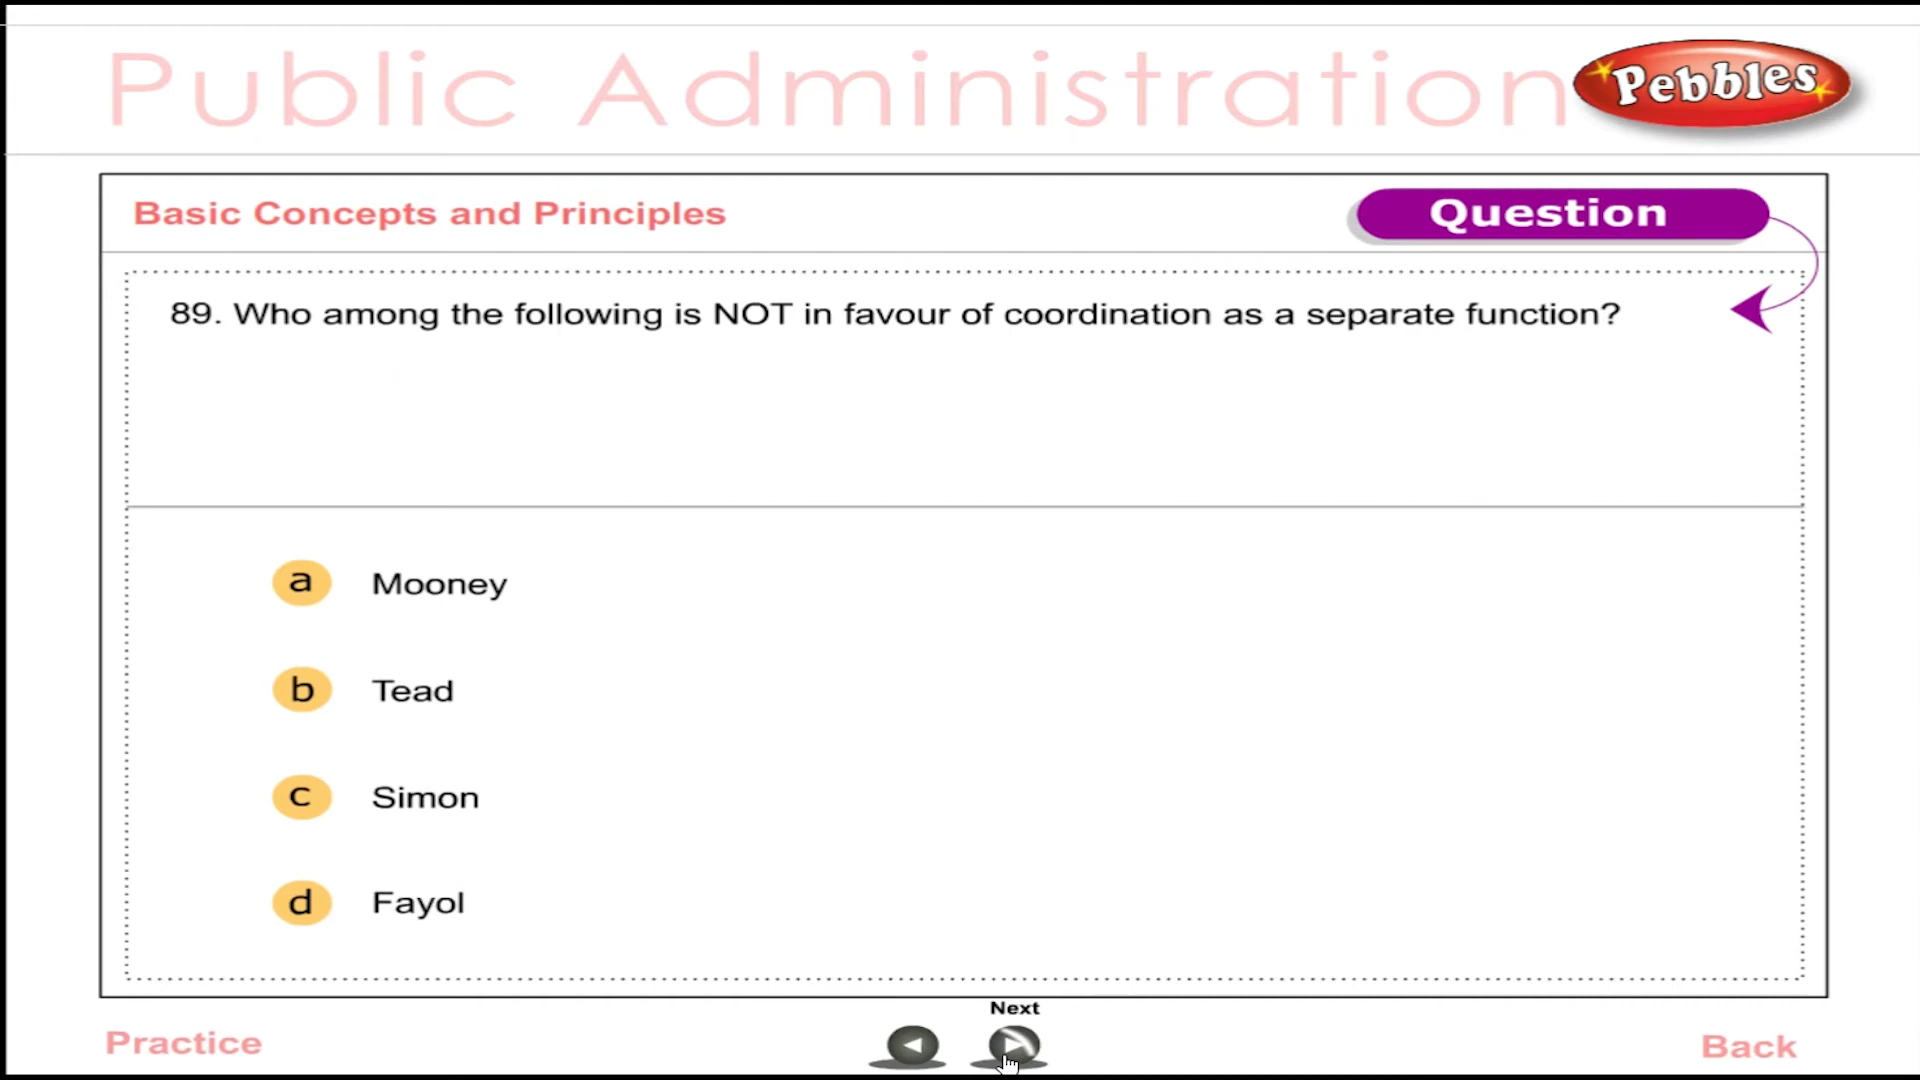 Public Administration
Pebbles
Basic Concepts and Principles
Question
89. Who among the following is NOT in favour of coordination as a separate function?
a Mooney
b Tead
c Simon
d Fayol
Next
Practice
Back